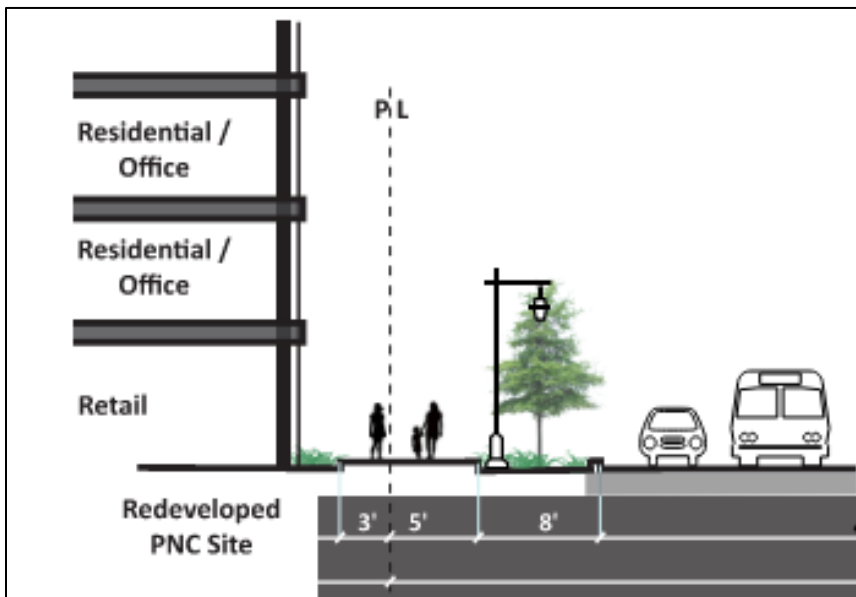 P L
Residential /
Office
Residential /
Office
Retail
Redeveloped
PNC Site
3' 5' 8'